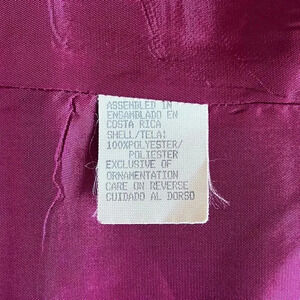 ASSEMBLED IN
ENSAMBLADO EN
COSTA RICA
SHELL/TELA:
100%POLYESTER/
POLIESTER
EXCLUSIVE OF
ORNAMENTATION
CARE ON REVERSE
CUIDADO AL DORSO